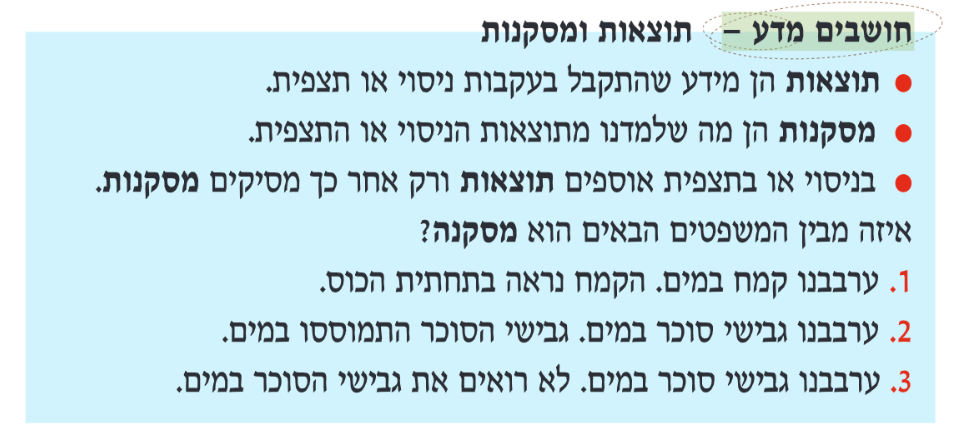 חושבים מדע – תוצאות ומסקנות
● תוצאות הן מידע שהתקבל בעקבות ניסוי או תצפית.
● מסקנות הן מה שלמדנו מתוצאות הניסוי או התצפית.
● בניסוי או בתצפית אוספים תוצאות ורק אחר כך מסיקים מסקנות.
איזה מבין המשפטים הבאים הוא מסקנה?
1. ערבבנו קמח במים. הקמח נראה בתחתית הכוס.
2. ערבבנו גבישי סוכר במים. גבישי הסוכר התמוססו במים.
3. ערבבנו גבישי סוכר במים. לא רואים את גבישי הסוכר במים.